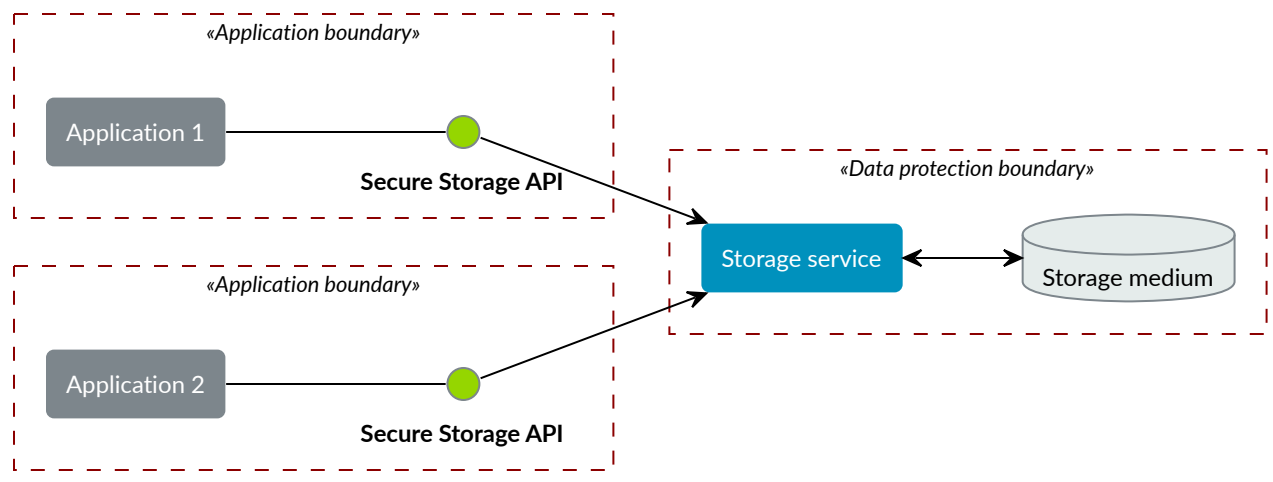 «Application boundary»
Application 1
Secure Storage API
«Data protection boundary»
Storage service
Storage medium
«Application boundary»
Application 2
Secure Storage API